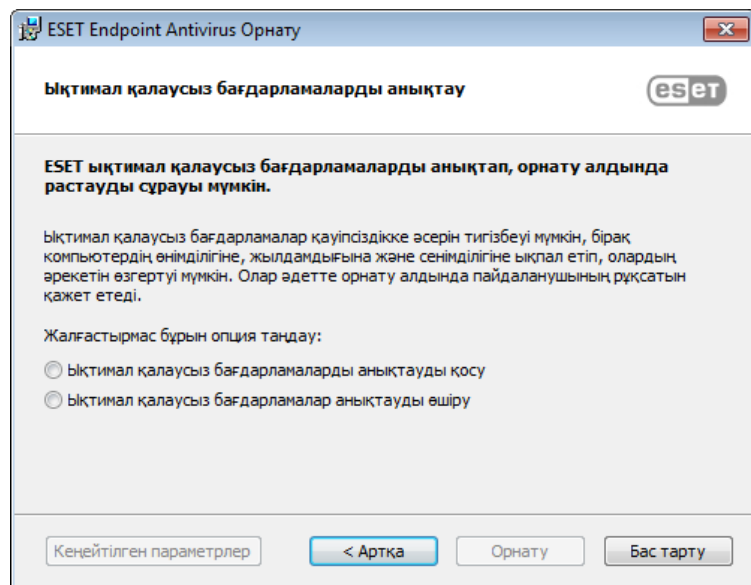 ESET Endpoint Antivirus Орнату
Ықтимал қалаусыз бағдарламаларды анықтау
eseT
ESET ықтимал қалаусыз бағдарламаларды анықтап, орнату алдында
растауды сұрауы мүмкін.
Ықтимал қалаусыз бағдарламалар қауіпсіздікке әсерін тигізбеуі мүмкін, бірақ
компьютердің өнімділігіне, жылдамдығына және сенімділігіне ықпал етіп, олардың
әрекетін өзгертуі мүмкін. Олар әдетте орнату алдында пайдаланушының рұқсатын
қажет етеді.
Жалғастырмас бұрын опция таңдау:
Ықтимал қалаусыз бағдарламаларды анықтауды қосу
Ықтимал қалаусыз бағдарламалар анықтауды өшіру
Кеңейтілген параметрлер
< Артқа
Орнату
Бас тарту